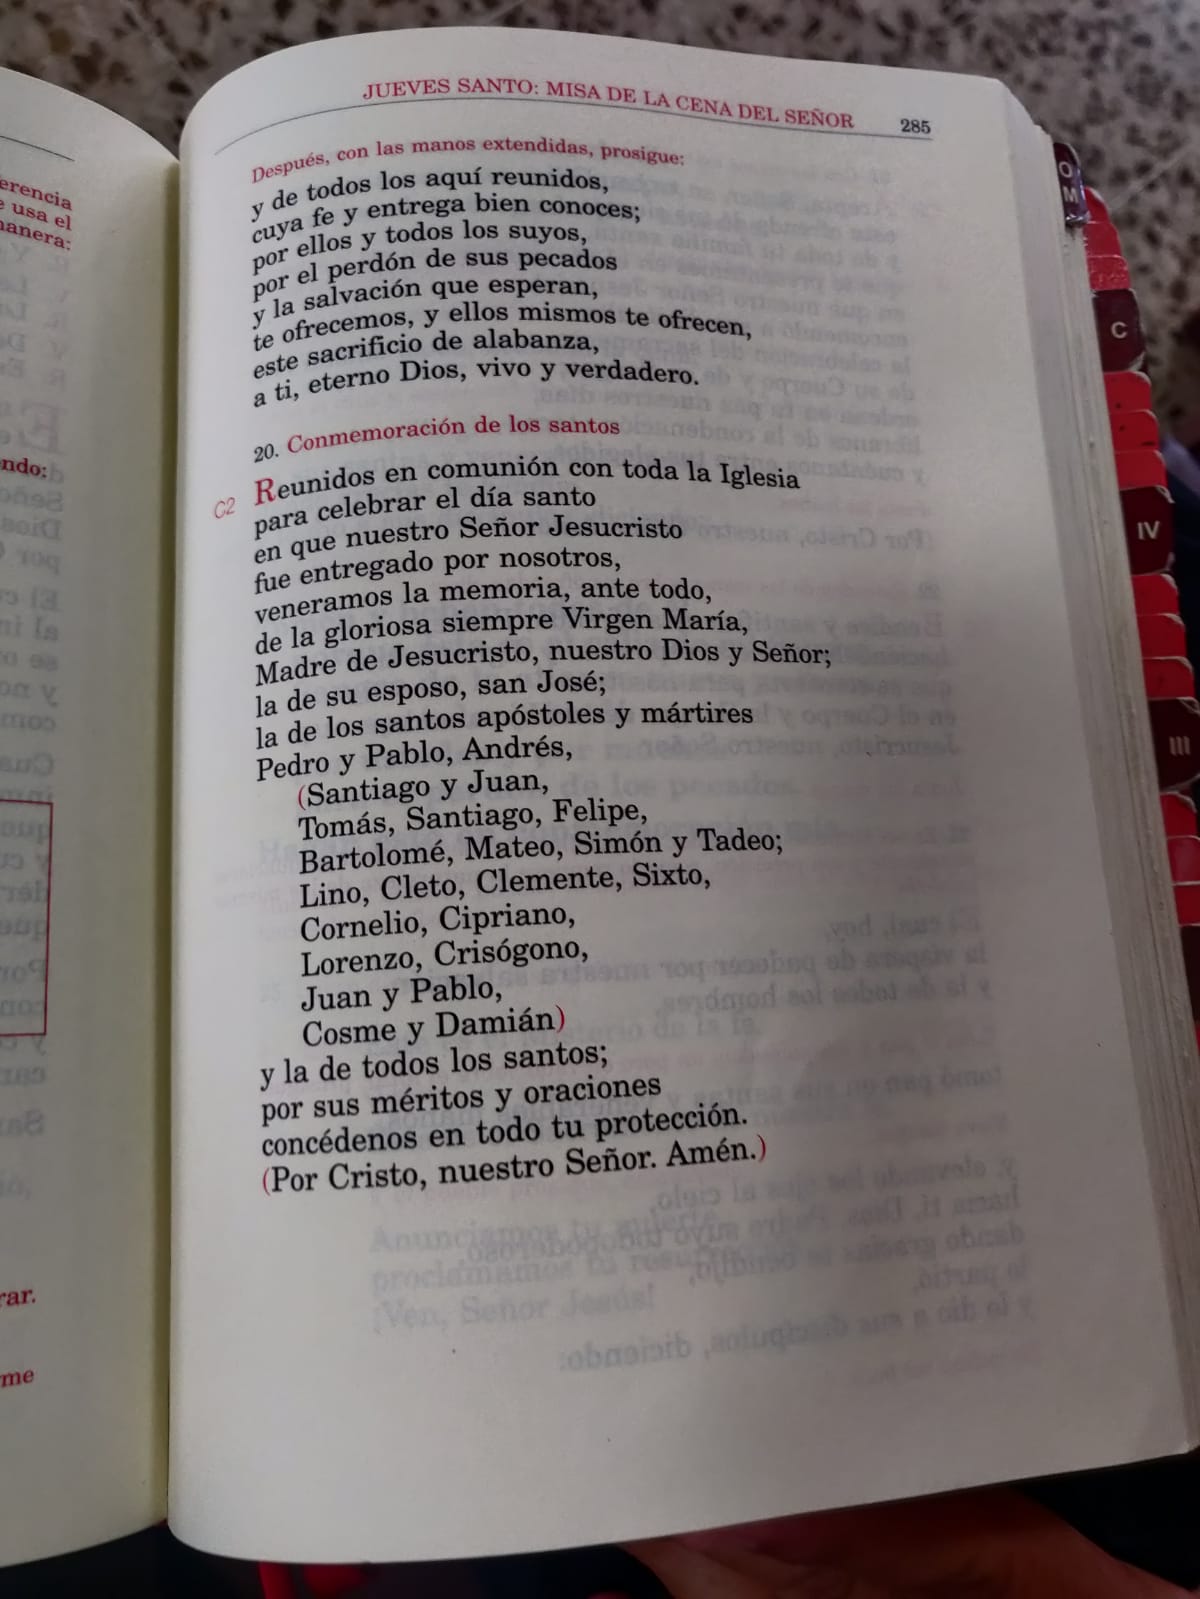 erencia
e usa el
nanera:
ndo:
rar.
me
JUEVES SANTO: MISA DE LA CENA DEL SEÑOR 285
Después, con las manos extendidas, prosigue:
y de todos los aquí reunidos,
cuya fe y entrega bien conoces;
por ellos y todos los suyos,
por el perdón de sus pecados
y la salvación que esperan,
te ofrecemos, y ellos mismos te ofrecen,
este sacrificio de alabanza,
a ti, eterno Dios, vivo y verdadero.
20. Conmemoración de los santos
C2 Reunidos en comunión con toda la Iglesia
para celebrar el día santo
en que nuestro Señor Jesucristo
fue entregado por nosotros,
veneramos la memoria, ante todo,
de la gloriosa siempre Virgen María,
Madre de Jesucristo, nuestro Dios y Señor;
la de su esposo, san José;
la de los santos apóstoles y mártires
Pedro y Pablo, Andrés,
(Santiago y Juan,
Tomás, Santiago, Felipe,
Bartolomé, Mateo, Simón y Tadeo;
Lino, Cleto, Clemente, Sixto,
Cornelio, Cipriano,
Lorenzo, Crisógono,
Juan y Pablo,
Cosme y Damián)
y la de todos los santos;
por sus méritos y oraciones
concédenos en todo tu protección.
(Por Cristo, nuestro Señor. Amén.)
O
M
C
IV
III